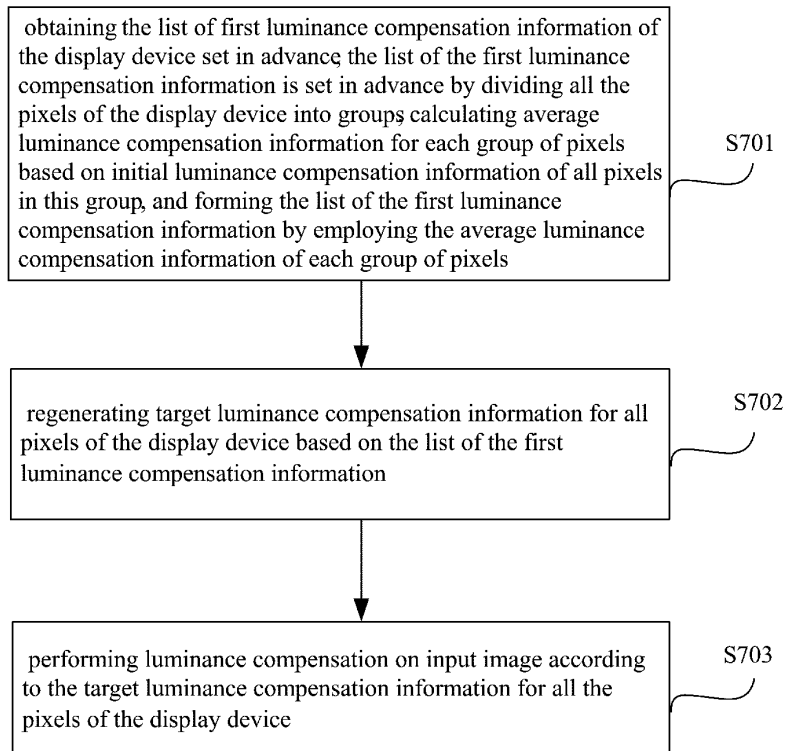 obtaining the list of first luminance compensation information of
the display device set in advance, the list of the first luminance
compensation information is set in advance by dividing all the
pixels of the display device into groups, calculating average
luminance compensation information for each group of pixels
based on initial luminance compensation information of all pixels
in this group, and forming the list of the first luminance
compensation information by employing the average luminance
compensation information of each group of pixels
S701
regenerating target luminance compensation information for all
pixels of the display device based on the list of the first
luminance compensation information
S702
performing luminance compensation on input image according
to the target luminance compensation information for all the
pixels of the display device
S703